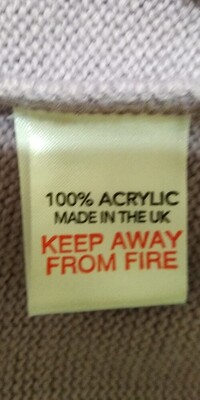 100% ACRYLIC
MADE IN THE UK
KEEP AWAY
FROM FIRE